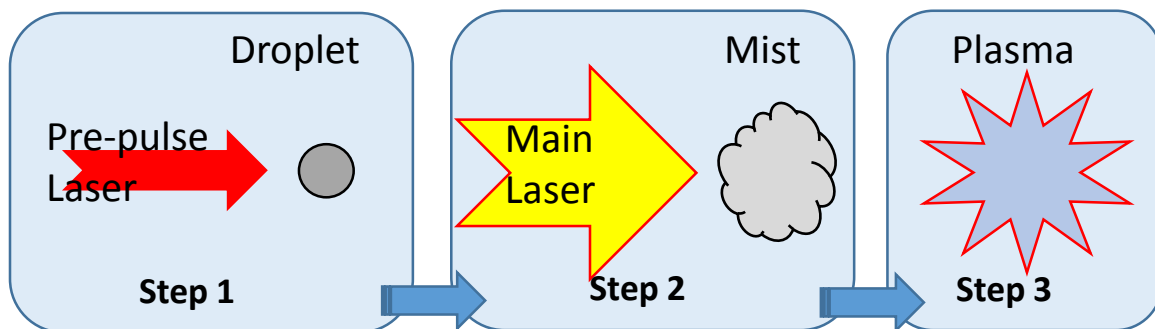 Droplet
Pre-pulse
Laser
Step 1
Mist
Main
Laser
Step 2
Plasma
Step 3